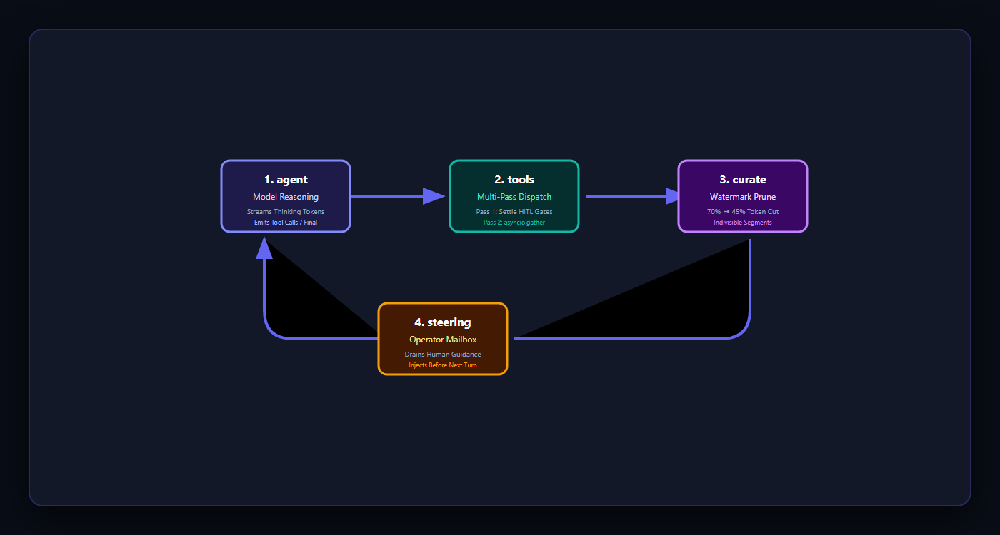 1. agent
Model Reasoning
Streams Thinking Tokens
Emits Tool Calls / Final
2. tools
Multi-Pass Dispatch
Pass 1: Settle HITL Gates
Pass 2: asyncio.gather
3. curate
Watermark Prune
70% ➔ 45% Token Cut
Indivisible Segments
4. steering
Operator Mailbox
Drains Human Guidance
Injects Before Next Turn